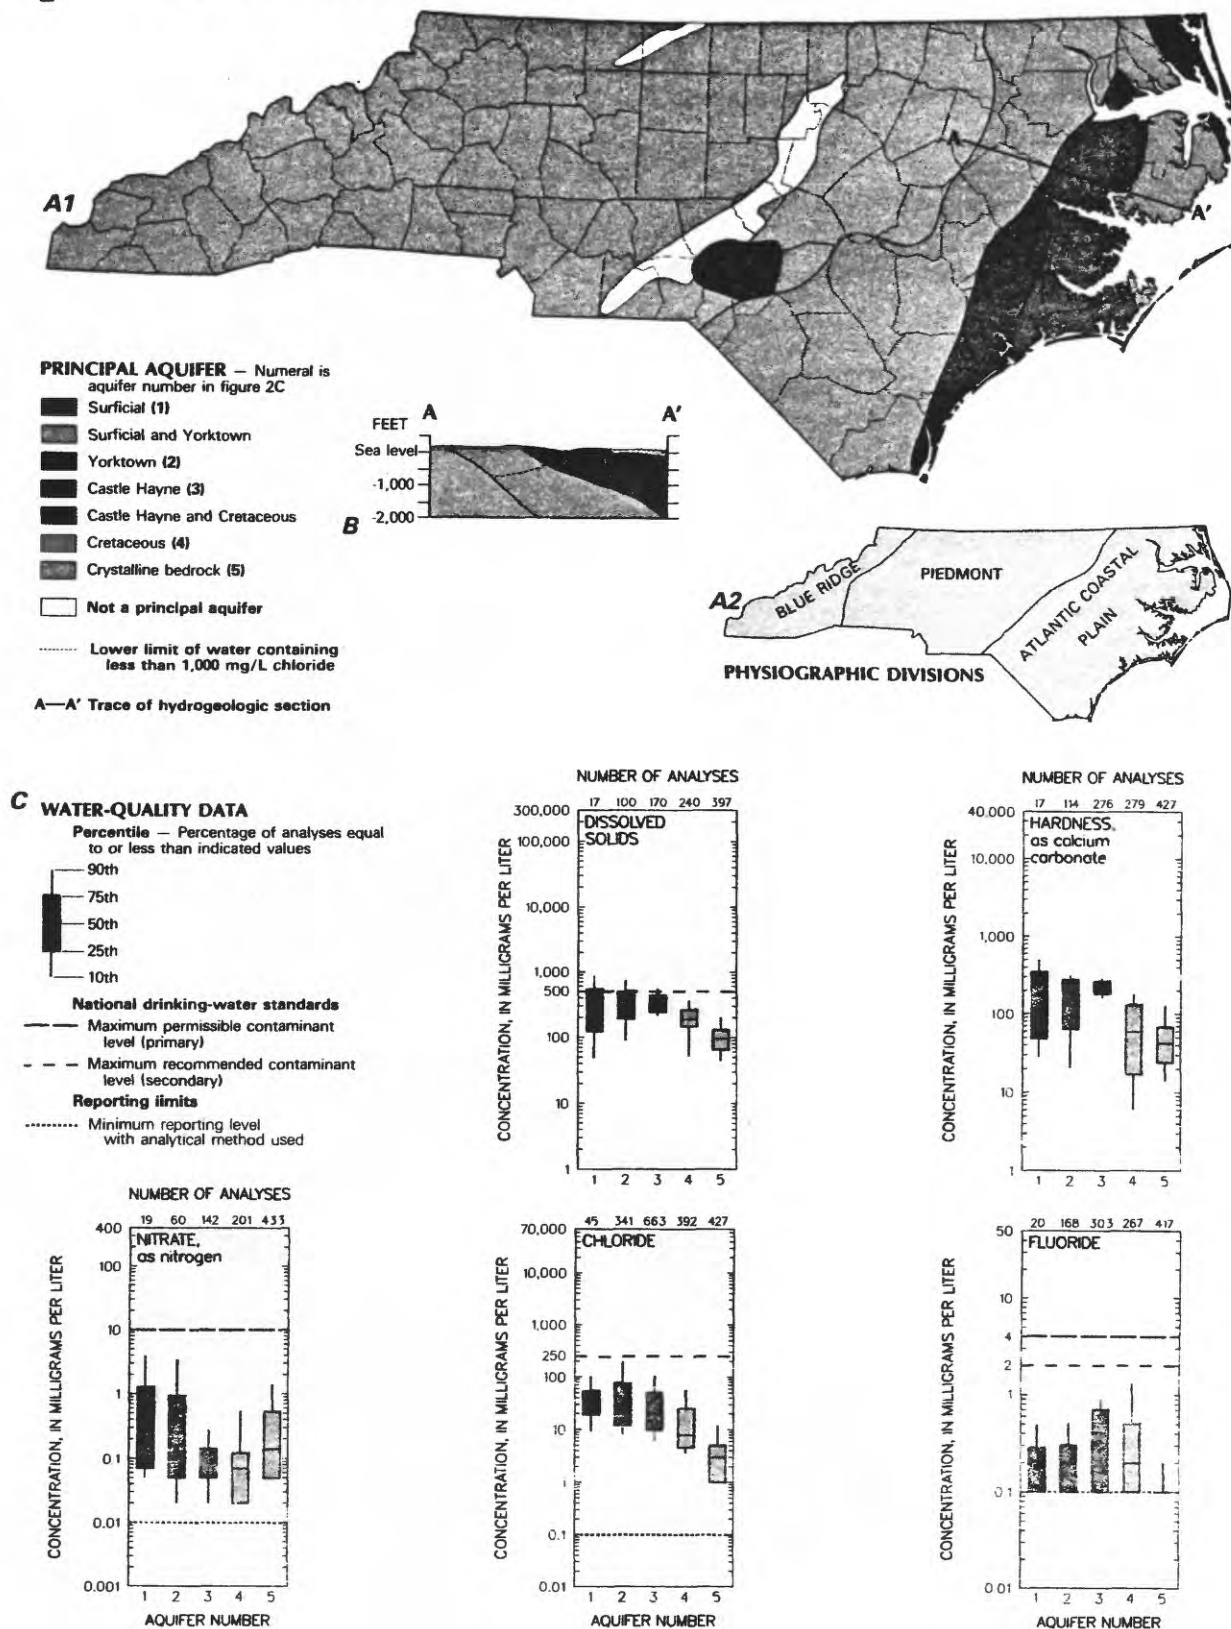 A1
A
A'
PRINCIPAL AQUIFER — Numeral is
aquifer number in figure 2C
Surficial (1)
Surficial and Yorktown
Yorktown (2)
Castle Hayne (3)
Castle Hayne and Cretaceous
Cretaceous (4)
Crystalline bedrock (5)
Not a principal aquifer
Lower limit of water containing
less than 1,000 mg/L chloride
A—A' Trace of hydrogeologic section
FEET
A
A'
Sea level
-1,000
-2,000
B
A2
BLUE RIDGE
PIEDMONT
ATLANTIC COASTAL
PLAIN
PHYSIOGRAPHIC DIVISIONS
C WATER-QUALITY DATA
Percentile — Percentage of analyses equal
to or less than indicated values
90th
75th
50th
25th
10th
National drinking-water standards
Maximum permissible contaminant
level (primary)
Maximum recommended contaminant
level (secondary)
Reporting limits
Minimum reporting level
with analytical method used
NUMBER OF ANALYSES
17 100 170 240 397
DISSOLVED
SOLIDS
CONCENTRATION, IN MILLIGRAMS PER LITER
300,000
100,000
10,000
1,000
500
100
10
1
1 2 3 4 5
NUMBER OF ANALYSES
17 114 276 279 427
HARDNESS,
as calcium
carbonate
CONCENTRATION, IN MILLIGRAMS PER LITER
40,000
10,000
1,000
100
10
1
1 2 3 4 5
NUMBER OF ANALYSES
19 60 142 201 433
NITRATE,
as nitrogen
CONCENTRATION, IN MILLIGRAMS PER LITER
400
100
10
1
0.1
0.01
0.001
1 2 3 4 5
AQUIFER NUMBER
45 341 663 392 427
CHLORIDE
CONCENTRATION, IN MILLIGRAMS PER LITER
70,000
10,000
1,000
250
100
10
1
0.1
0.01
1 2 3 4 5
AQUIFER NUMBER
20 168 303 267 417
FLUORIDE
CONCENTRATION, IN MILLIGRAMS PER LITER
50
10
4
2
1
0.1
0.01
1 2 3 4 5
AQUIFER NUMBER